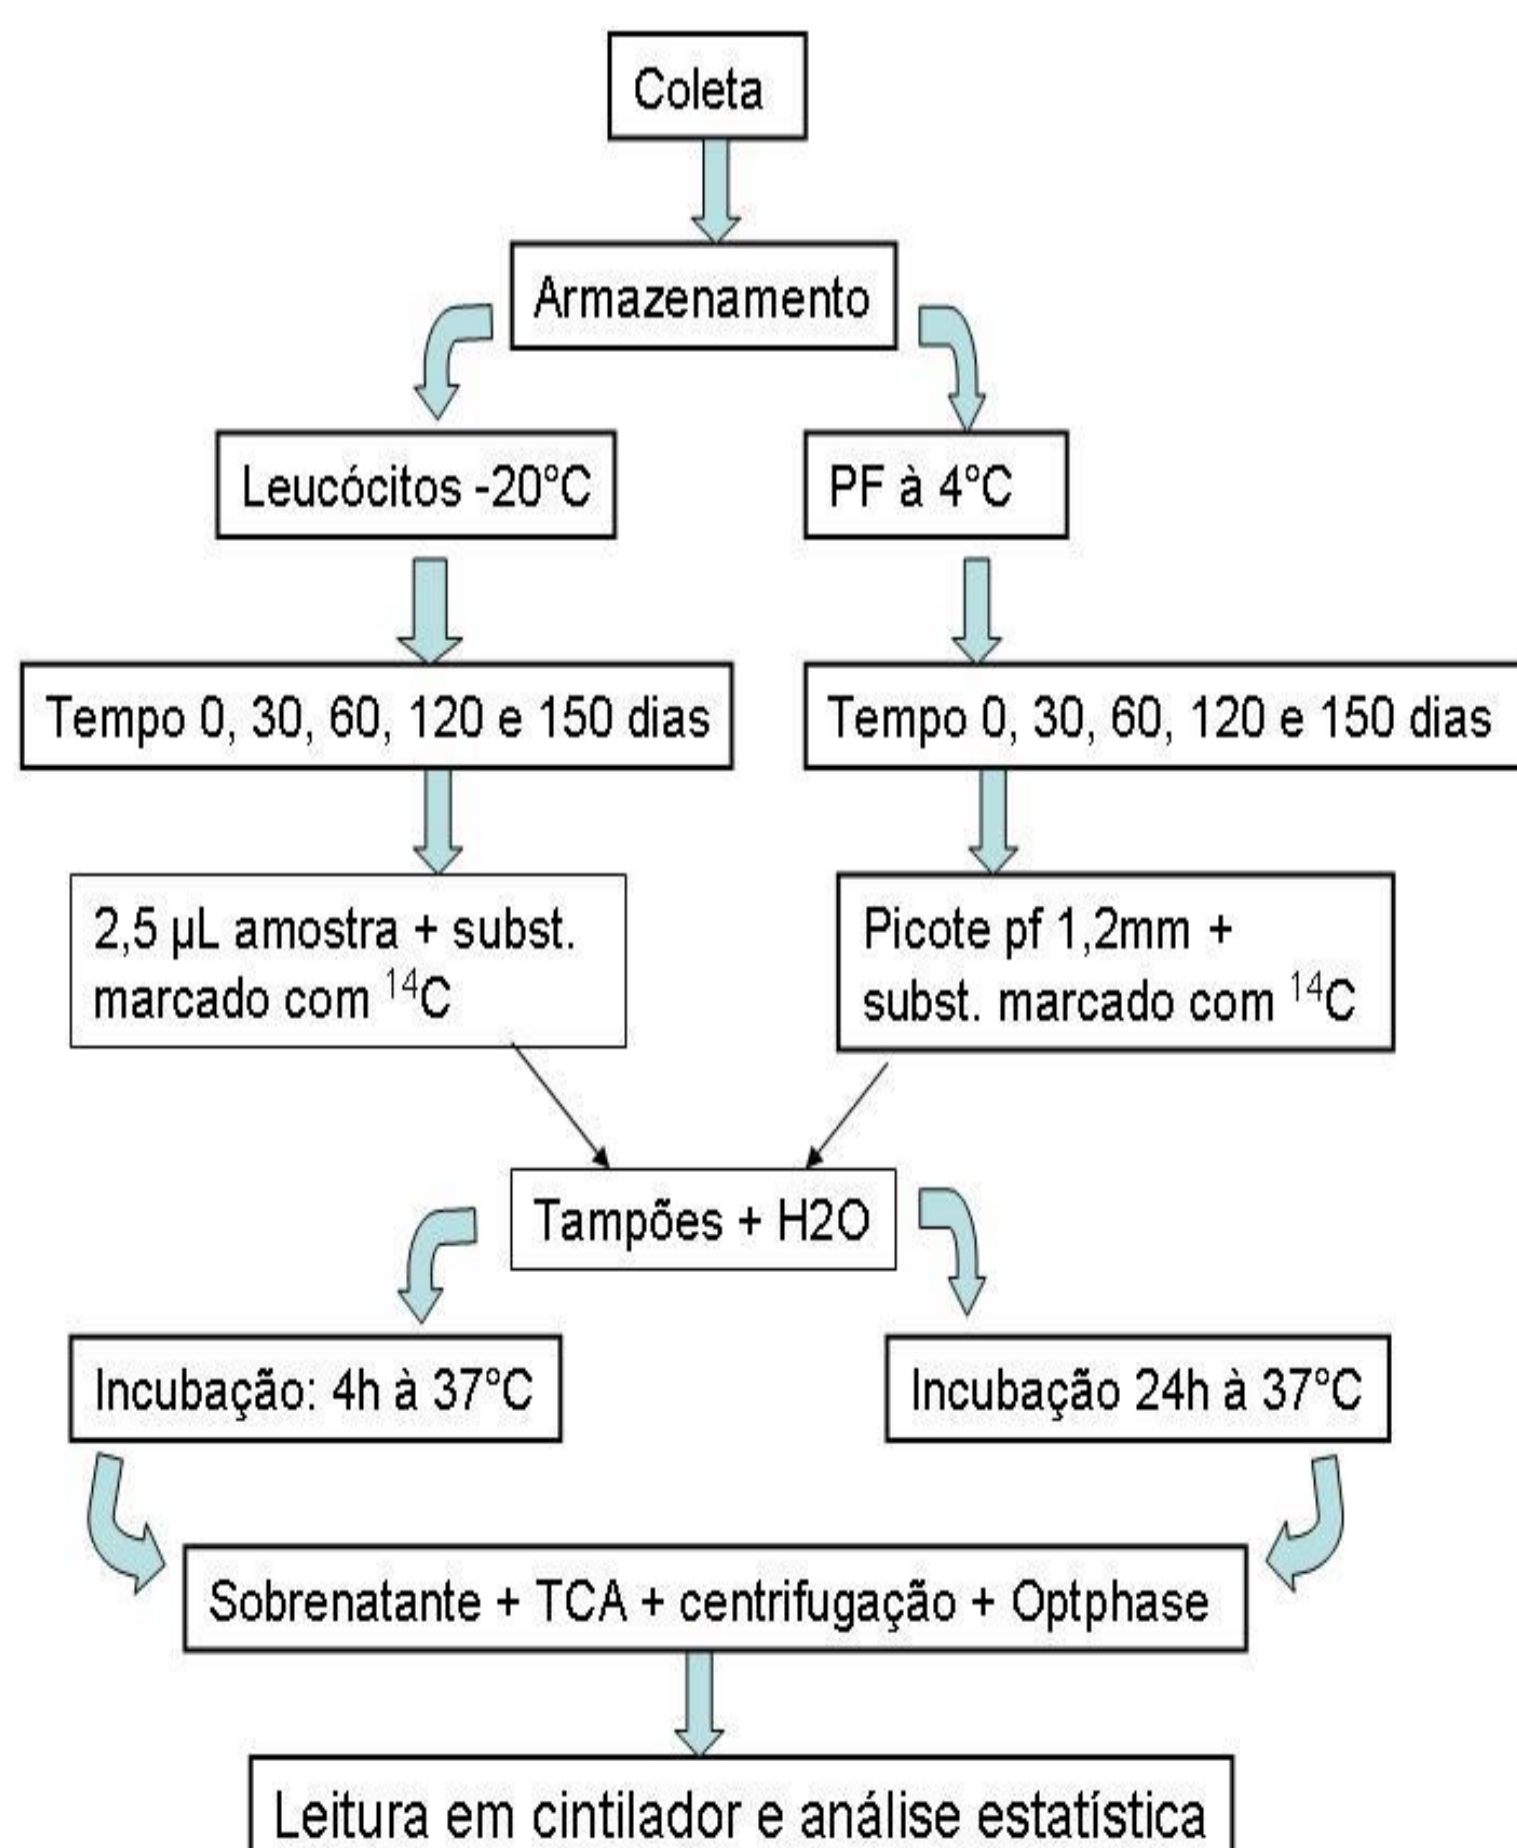 Coleta
Armazenamento
Leucócitos -20°C
PF à 4°C
Tempo 0, 30, 60, 120 e 150 dias
Tempo 0, 30, 60, 120 e 150 dias
2,5 µL amostra + subst.
marcado com ¹⁴C
Picote pf 1,2mm +
subst. marcado com ¹⁴C
Tampões + H2O
Incubação: 4h à 37°C
Incubação 24h à 37°C
Sobrenatante + TCA + centrifugação + Optphase
Leitura em cintilador e análise estatística